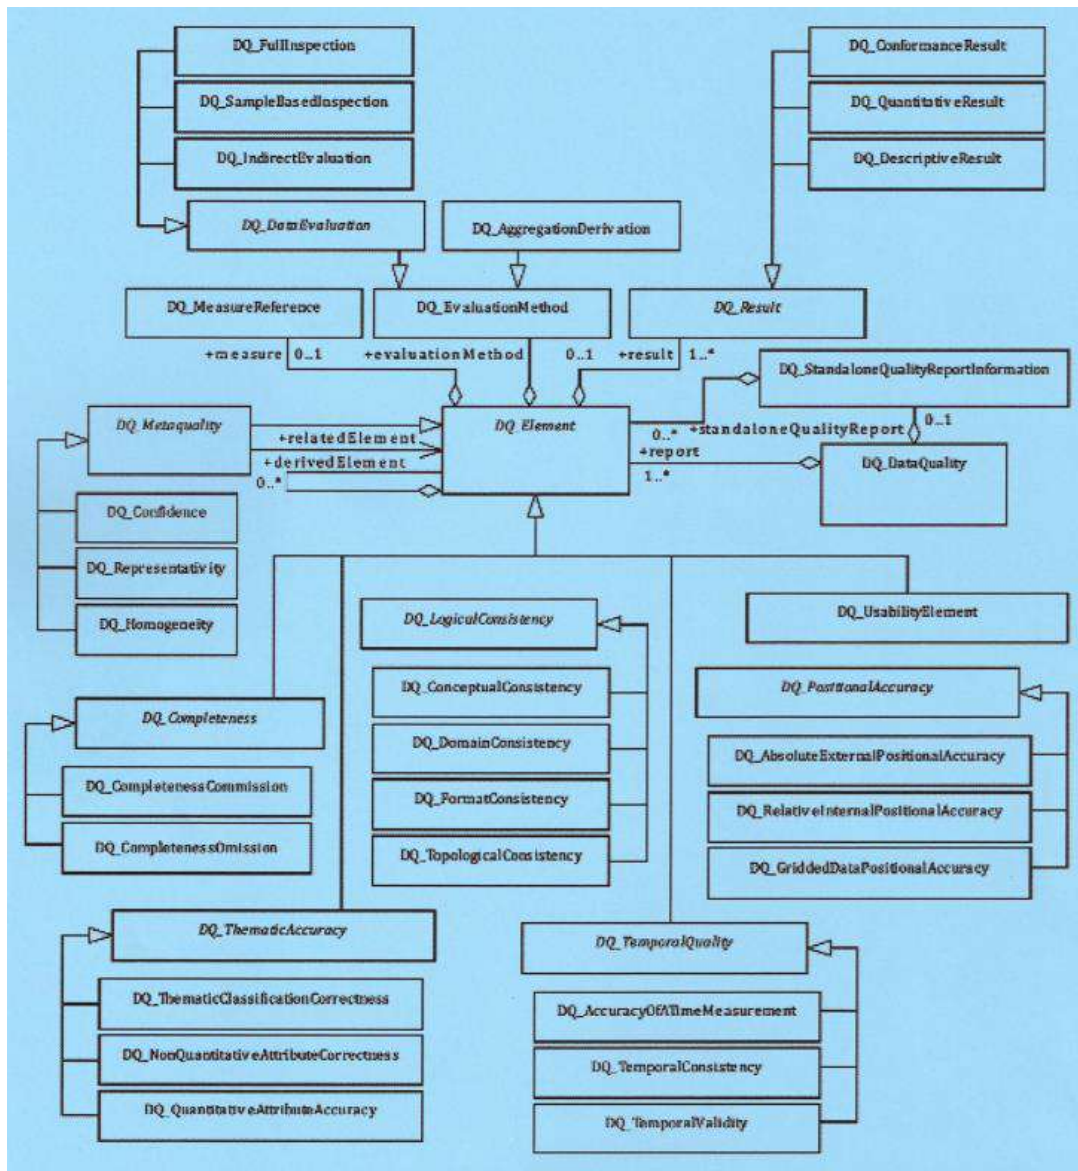 DQ_FullInspection
DQ_SampleBasedInspection
DQ_IndirectEvaluation
DQ_ConformanceResult
DQ_QuantitativeResult
DQ_DescriptiveResult
DQ_DataEvaluation
DQ_AggregationDerivation
DQ_MeasureReference
DQ_EvaluationMethod
DQ_Result
+measure 0..1
+evaluationMethod 0..1
+result 1..*
DQ_StandaloneQualityReportInformation
DQ_Metaquality
DQ_Element
+relatedElement
+derivedElement
0..*
0..* +standaloneQualityReport 0..1
+report
1..*
DQ_DataQuality
DQ_Confidence
DQ_Representativity
DQ_Homogeneity
DQ_LogicalConsistency
DQ_ConceptualConsistency
DQ_DomainConsistency
DQ_FormatConsistency
DQ_TopologicalConsistency
DQ_UsabilityElement
DQ_PositionalAccuracy
DQ_AbsoluteExternalPositionalAccuracy
DQ_RelativeInternalPositionalAccuracy
DQ_GriddedDataPositionalAccuracy
DQ_Completeness
DQ_CompletenessCommission
DQ_CompletenessOmission
DQ_ThematicAccuracy
DQ_ThematicClassificationCorrectness
DQ_NonQuantitativeAttributeCorrectness
DQ_QuantitativeAttributeAccuracy
DQ_TemporalQuality
DQ_AccuracyOfATimeMeasurement
DQ_TemporalConsistency
DQ_TemporalValidity